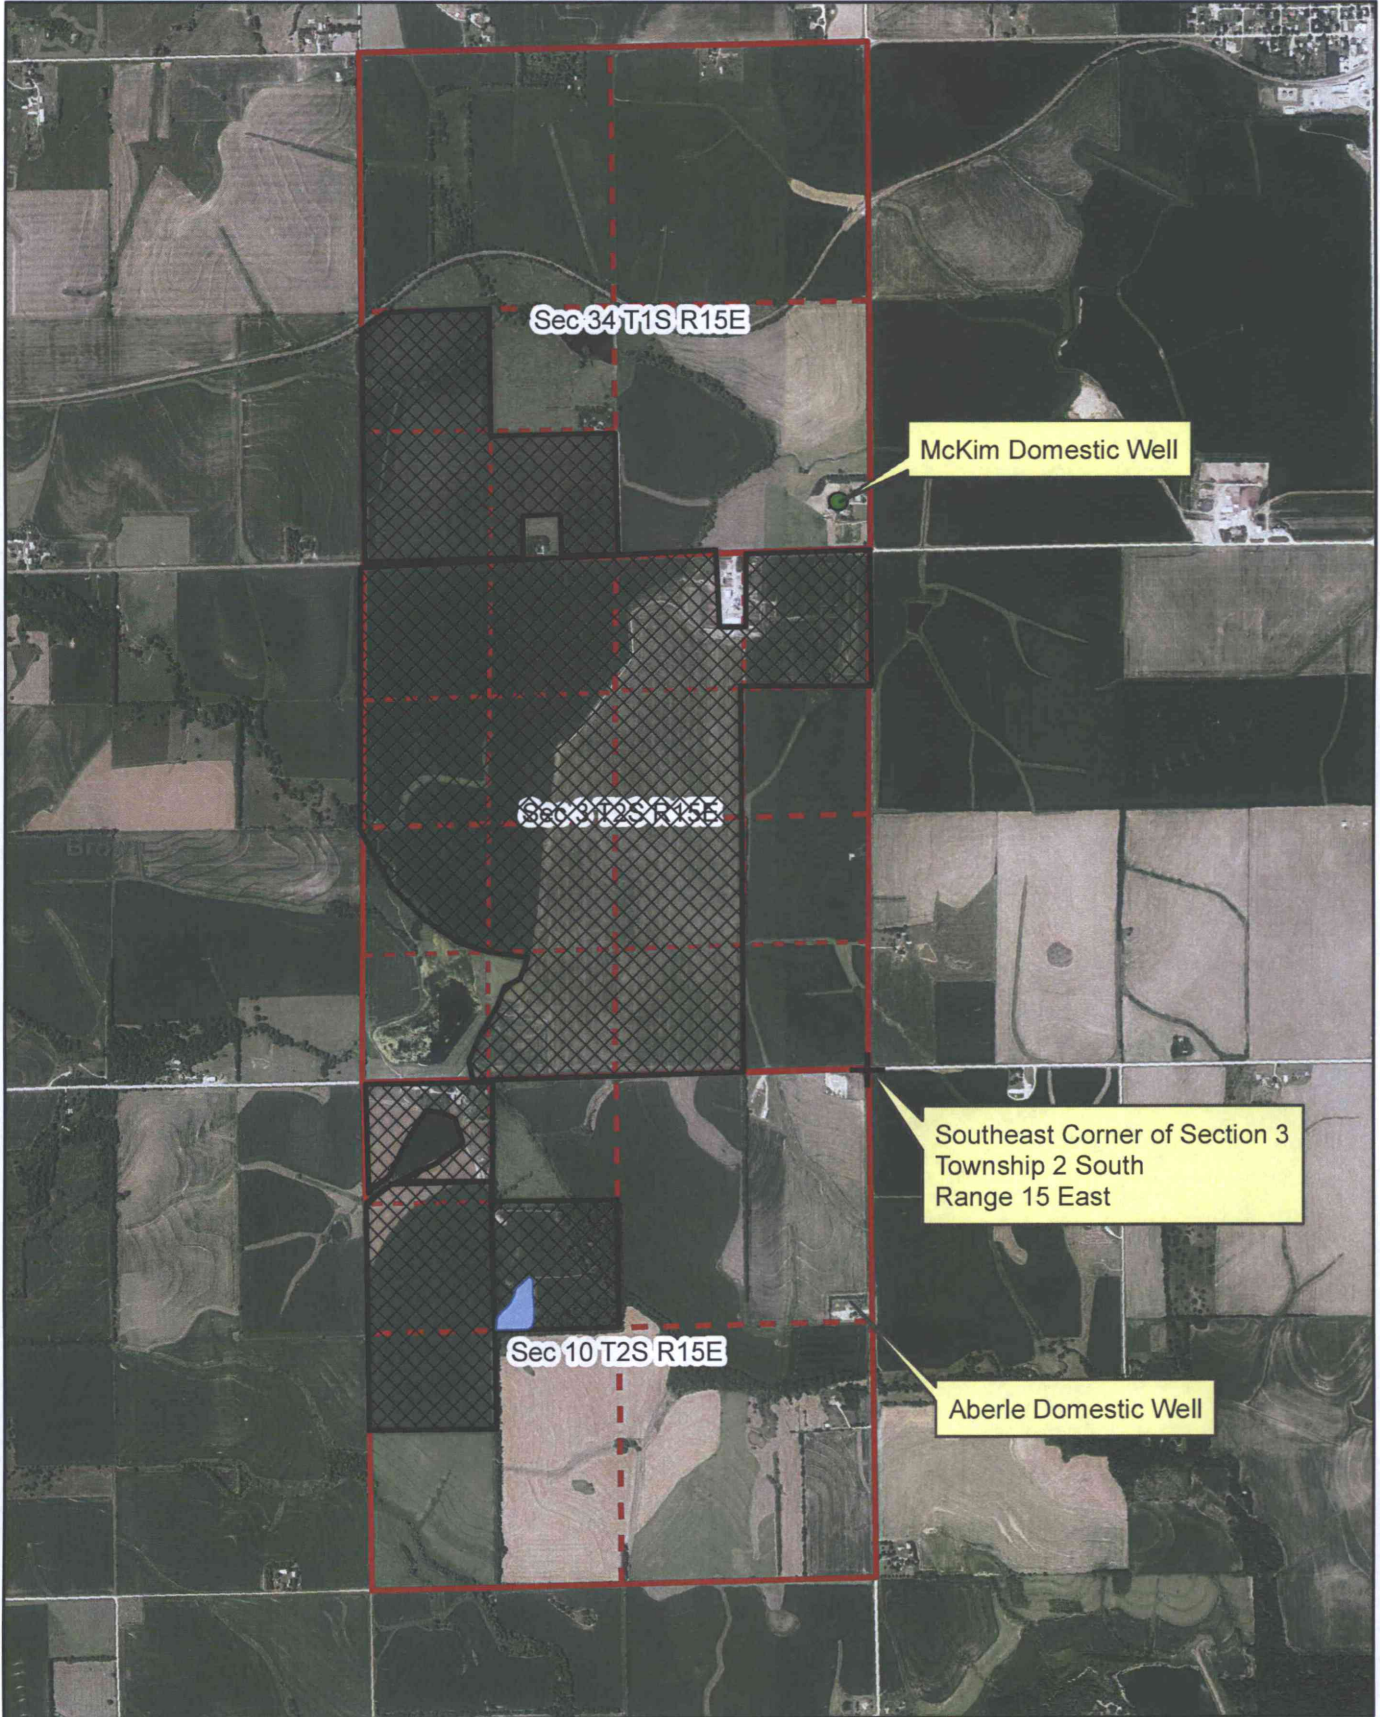 Sec 34 T1S R15E
McKim Domestic Well
Sec 3 T2S R15E
Southeast Corner of Section 3
Township 2 South
Range 15 East
Sec 10 T2S R15E
Aberle Domestic Well